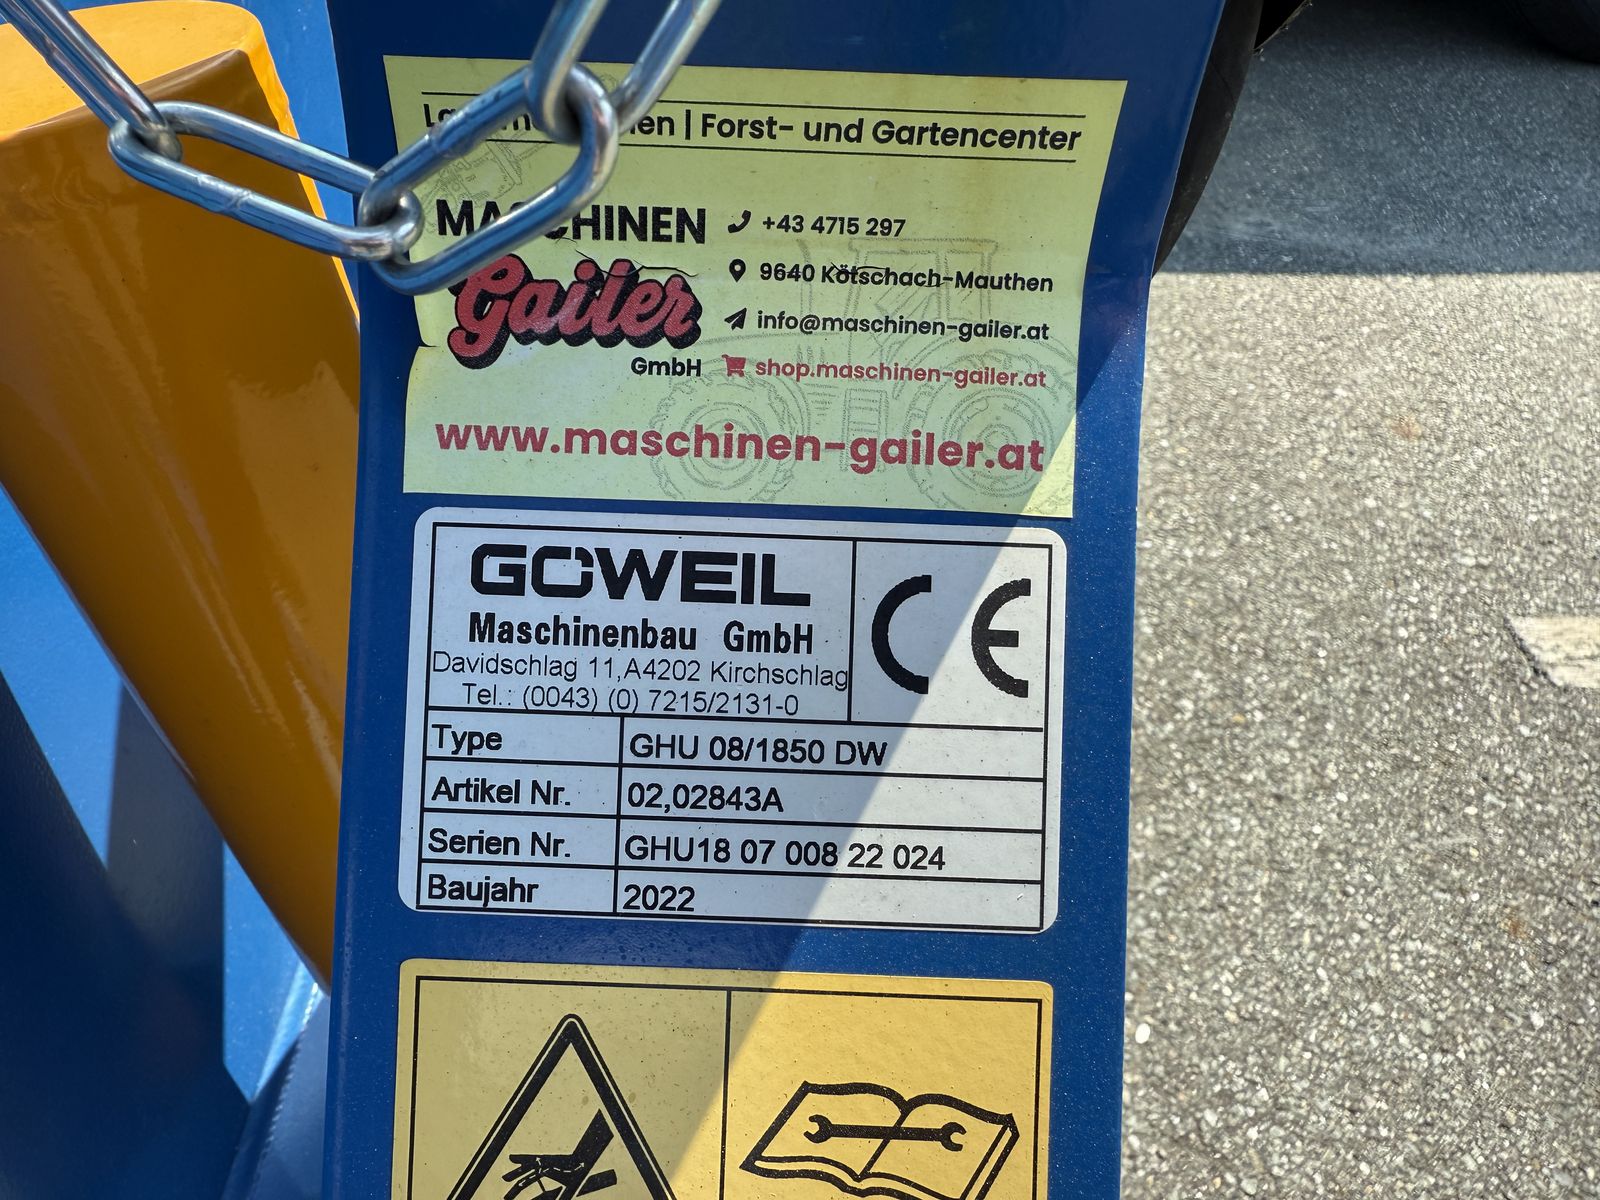 Forst- und Gartencenter
MASCHINEN
Gailer
GmbH
+43 4715 297
9640 Kötschach-Mauthen
info@maschinen-gailer.at
shop.maschinen-gailer.at
www.maschinen-gailer.at
GÖWEIL
Maschinenbau GmbH
Davidschlag 11,A4202 Kirchschlag
Tel.: (0043) (0) 7215/2131-0
CE
Type GHU 08/1850 DW
Artikel Nr. 02,02843A
Serien Nr. GHU18 07 008 22 024
Baujahr 2022